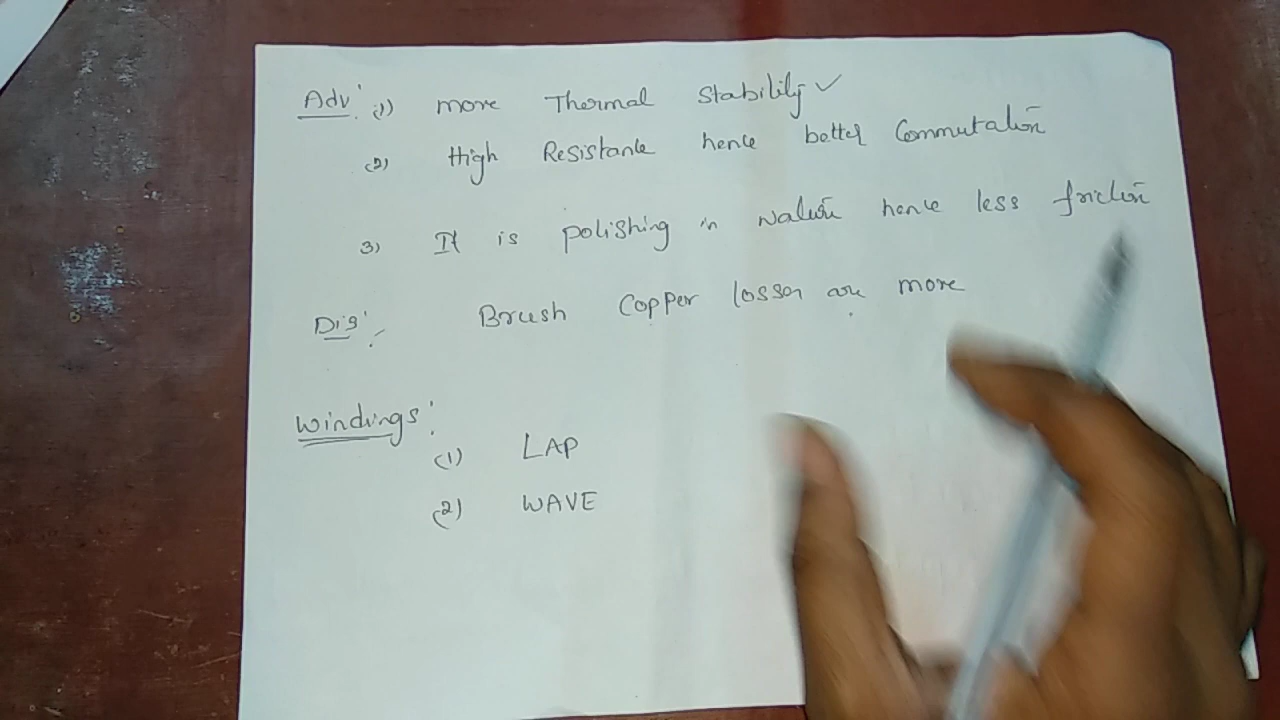 Adv: (1) more Thermal Stability ✓
(2) High Resistance hence better Commutation
3) It is polishing in nature hence less friction
Dis: Brush Copper losses are more
Windings:
(1) LAP
(2) WAVE